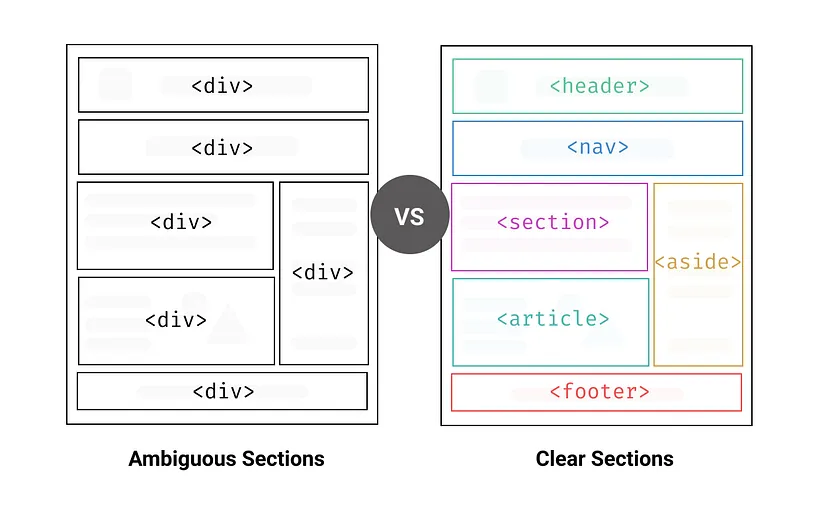 <div>
<div>
<div>
<div>
<div>
<div>
Ambiguous Sections
VS
<header>
<nav>
<section>
<aside>
<article>
<footer>
Clear Sections